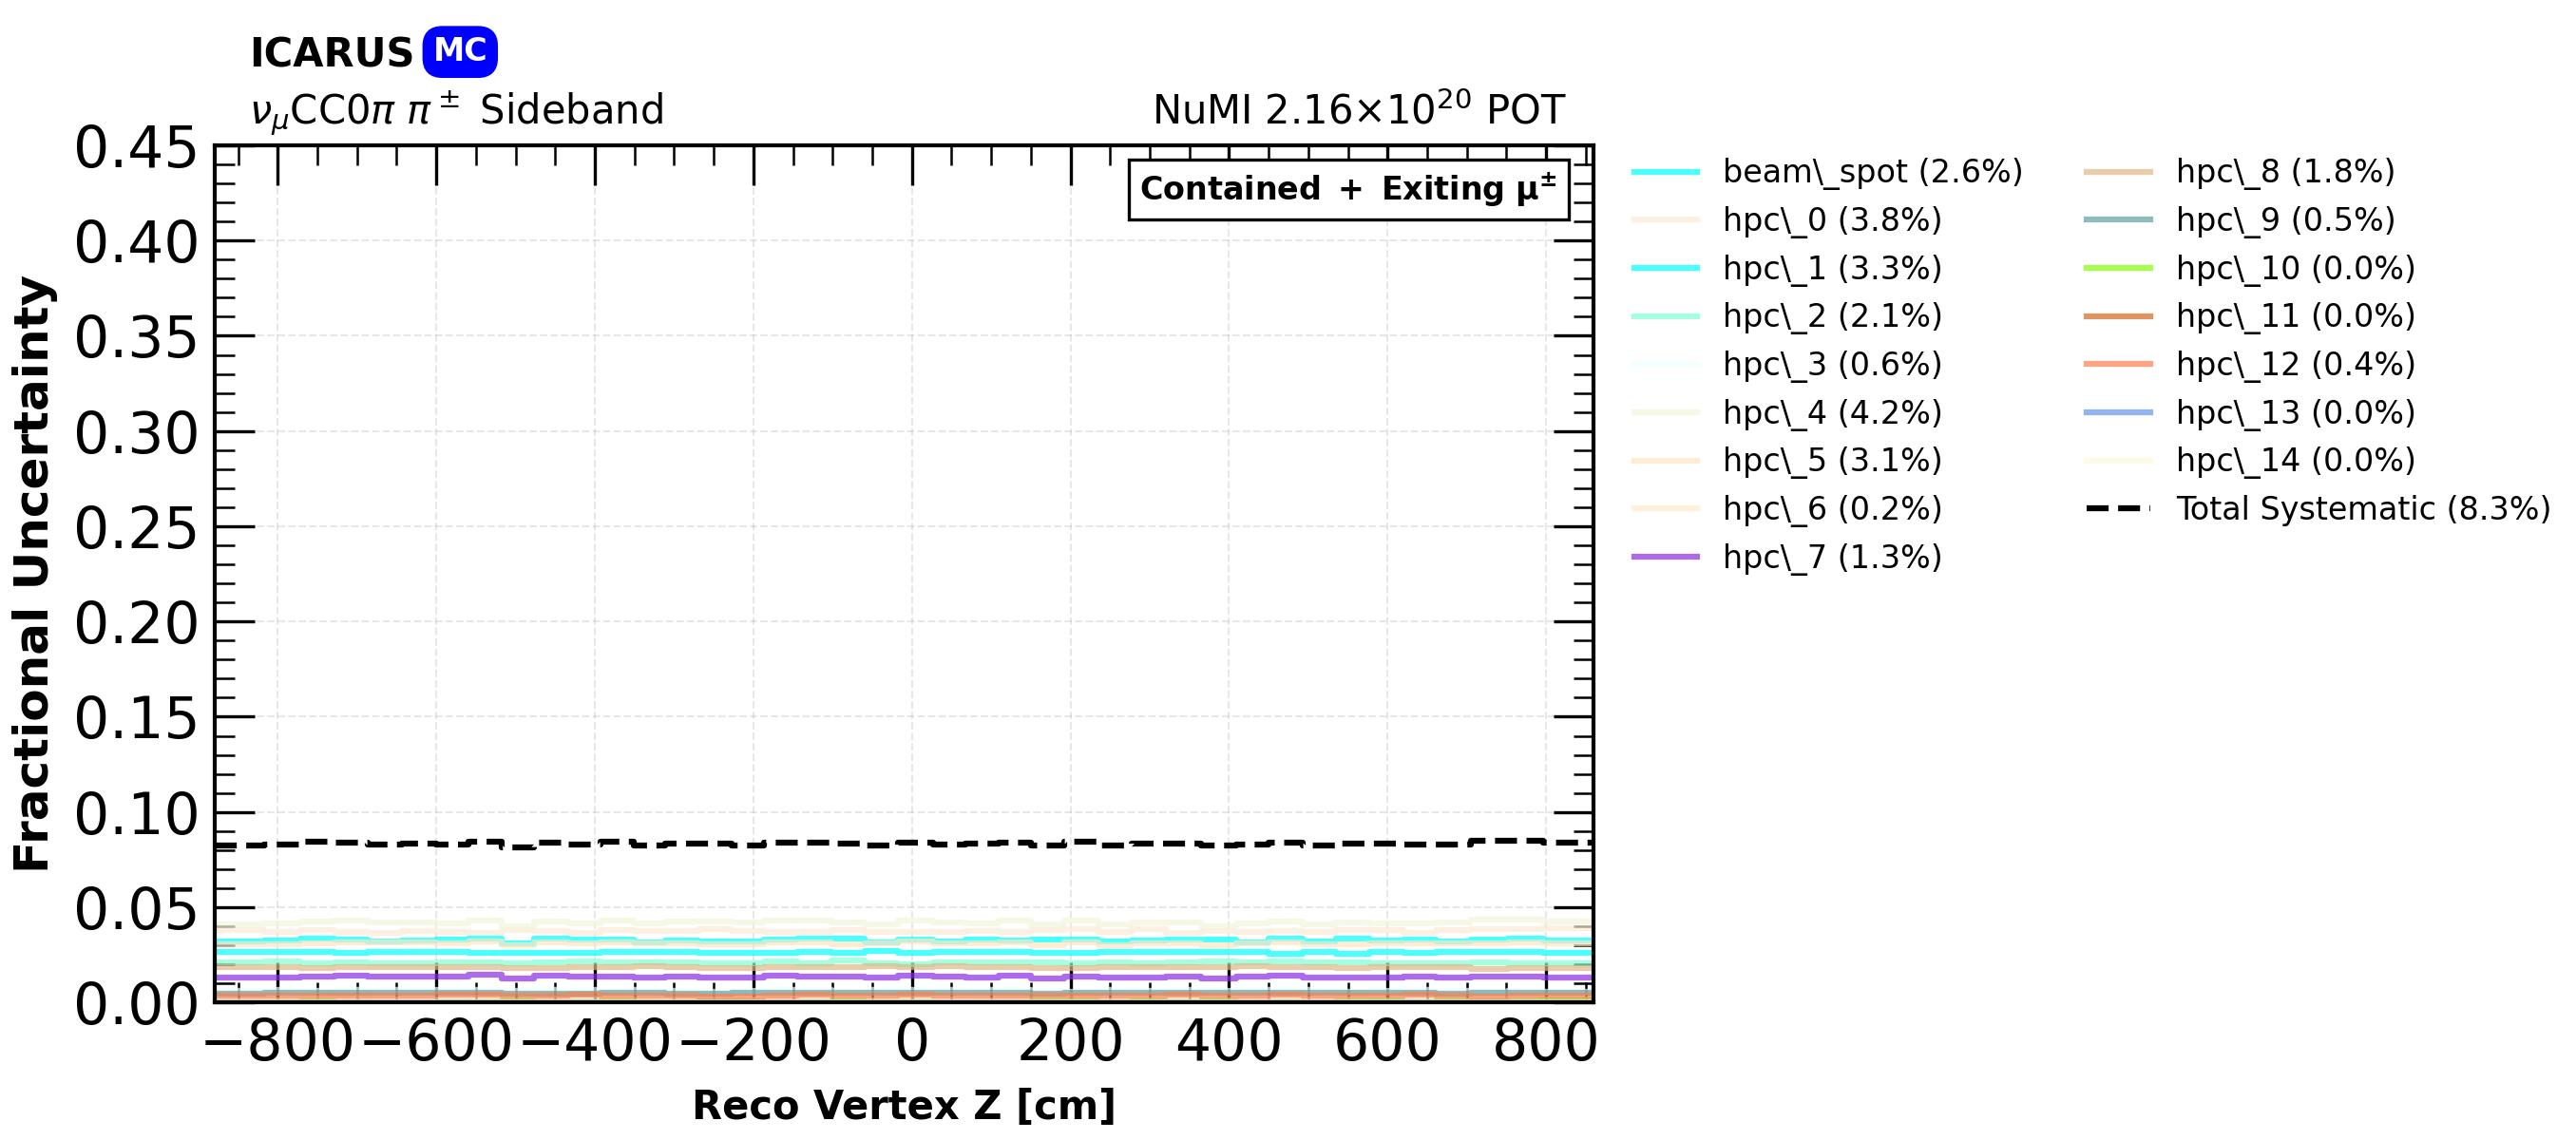 ICARUS MC
νμCC0π π± Sideband
NuMI 2.16×10²⁰ POT
Contained + Exiting μ±
Fractional Uncertainty
0.45
0.40
0.35
0.30
0.25
0.20
0.15
0.10
0.05
0.00
−800 −600 −400 −200 0 200 400 600 800
Reco Vertex Z [cm]
beam\_spot (2.6%)
hpc\_0 (3.8%)
hpc\_1 (3.3%)
hpc\_2 (2.1%)
hpc\_3 (0.6%)
hpc\_4 (4.2%)
hpc\_5 (3.1%)
hpc\_6 (0.2%)
hpc\_7 (1.3%)
hpc\_8 (1.8%)
hpc\_9 (0.5%)
hpc\_10 (0.0%)
hpc\_11 (0.0%)
hpc\_12 (0.4%)
hpc\_13 (0.0%)
hpc\_14 (0.0%)
Total Systematic (8.3%)